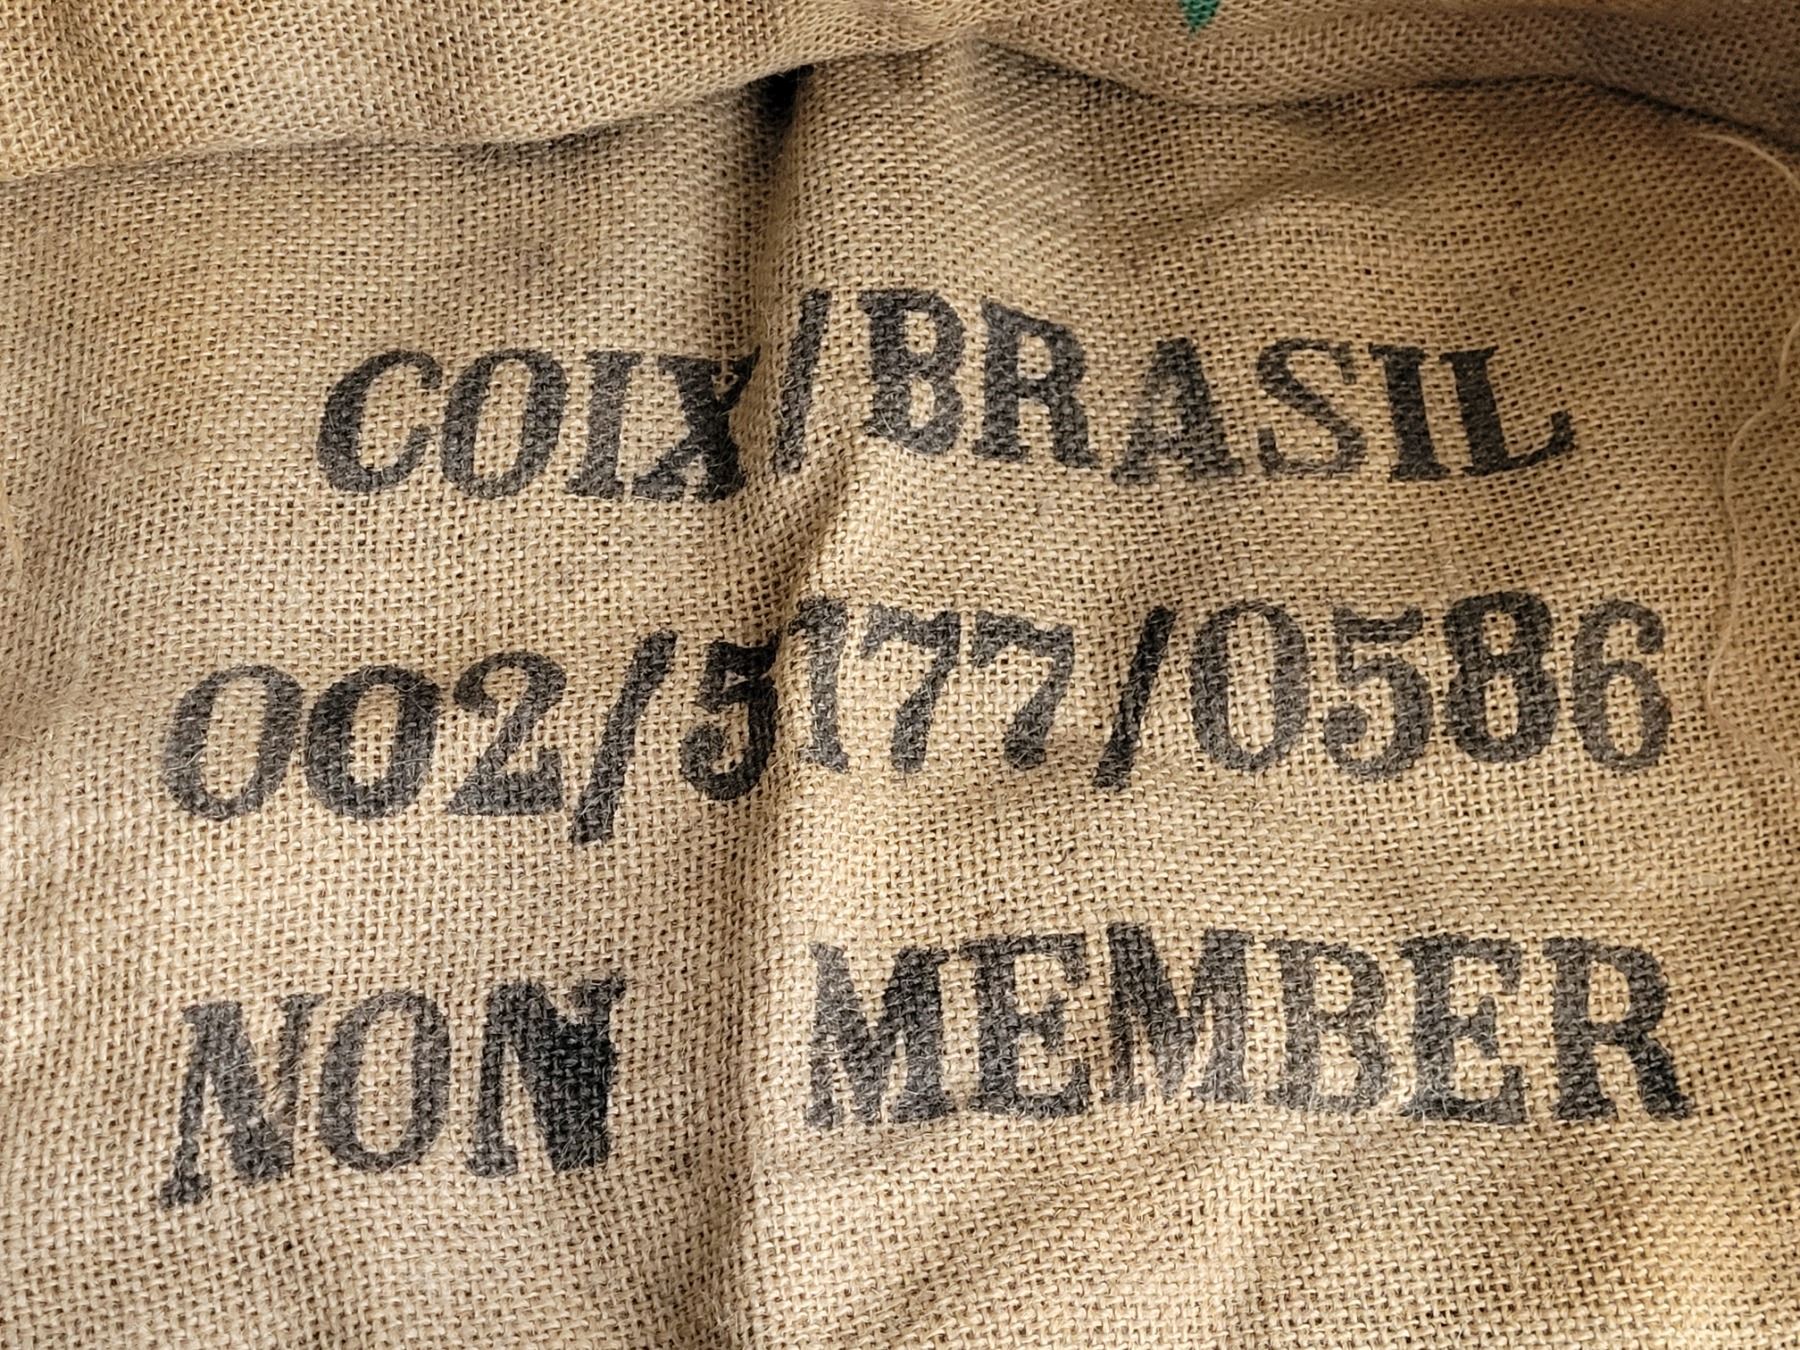 COIX/BRASIL
002/5177/0586
NON MEMBER